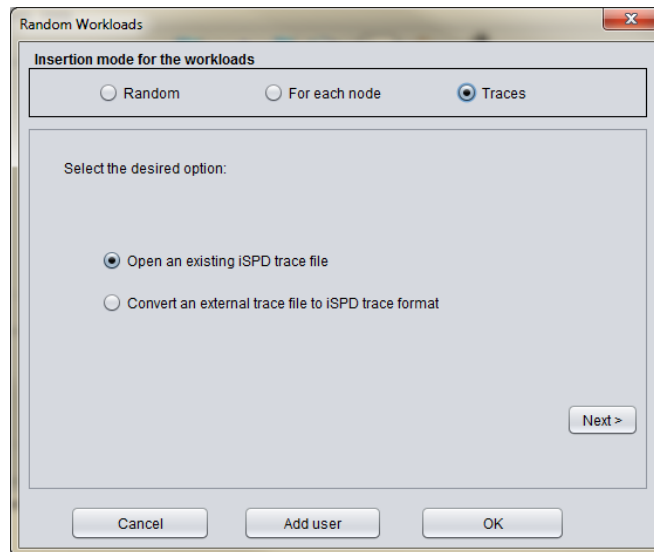 Random Workloads
Insertion mode for the workloads
Random For each node Traces
Select the desired option:
Open an existing iSPD trace file
Convert an external trace file to iSPD trace format
Next >
Cancel Add user OK